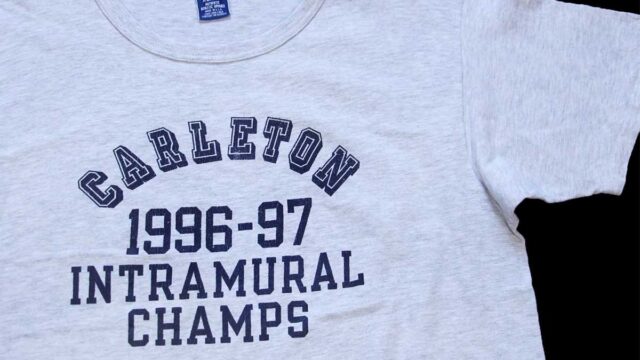 CARLETON
1996-97
INTRAMURAL
CHAMPS